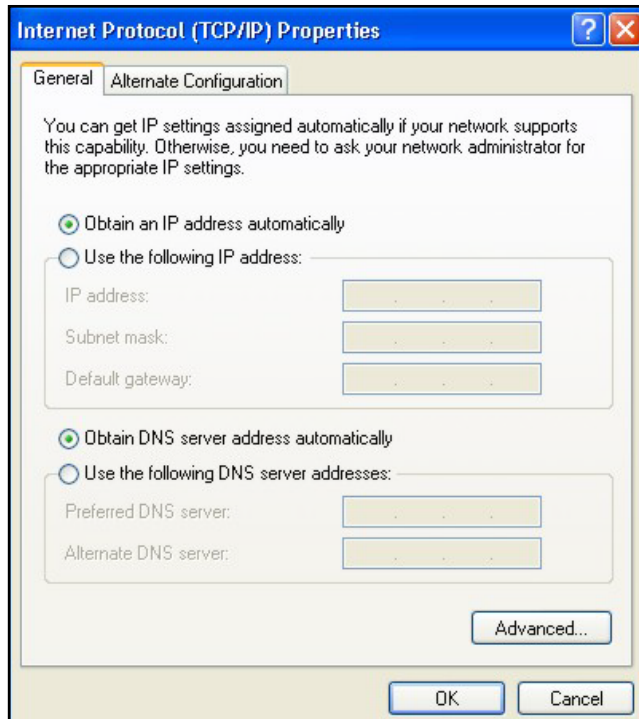 Internet Protocol (TCP/IP) Properties
General
Alternate Configuration
You can get IP settings assigned automatically if your network supports
this capability. Otherwise, you need to ask your network administrator for
the appropriate IP settings.
Obtain an IP address automatically
Use the following IP address:
IP address:
Subnet mask:
Default gateway:
Obtain DNS server address automatically
Use the following DNS server addresses:
Preferred DNS server:
Alternate DNS server:
Advanced...
OK
Cancel